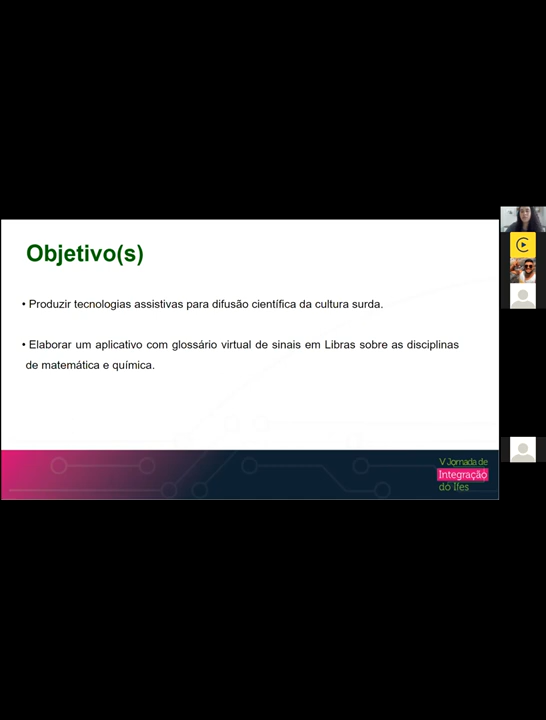 Objetivo(s)
• Produzir tecnologias assistivas para difusão científica da cultura surda.
• Elaborar um aplicativo com glossário virtual de sinais em Libras sobre as disciplinas
de matemática e química.
V Jornada de
Integração
do Ifes